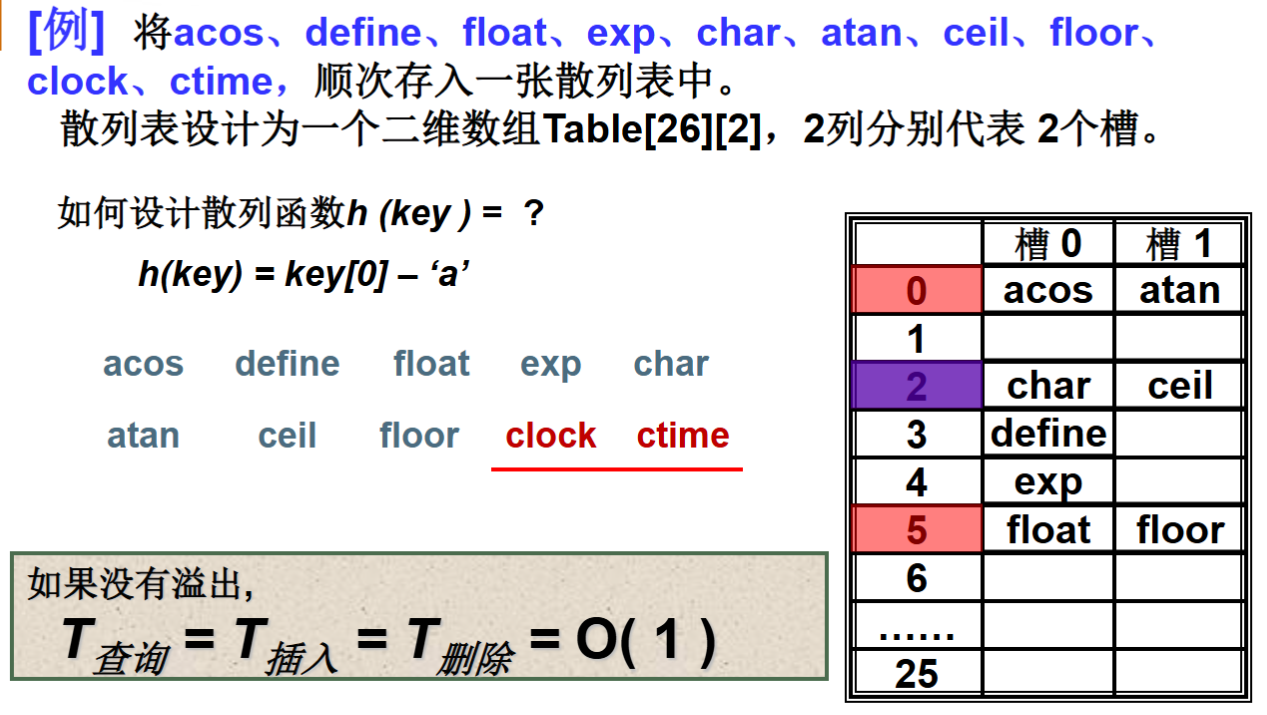 [例] 将acos、define、float、exp、char、atan、ceil、floor、
clock、ctime，顺次存入一张散列表中。
散列表设计为一个二维数组Table[26][2]，2列分别代表 2个槽。
如何设计散列函数h (key ) = ？
h(key) = key[0] – ‘a’
acos define float exp char
atan ceil floor clock ctime
如果没有溢出,
T查询 = T插入 = T删除 = O( 1 )
槽 0 槽 1
0 acos atan
1
2 char ceil
3 define
4 exp
5 float floor
6
……
25